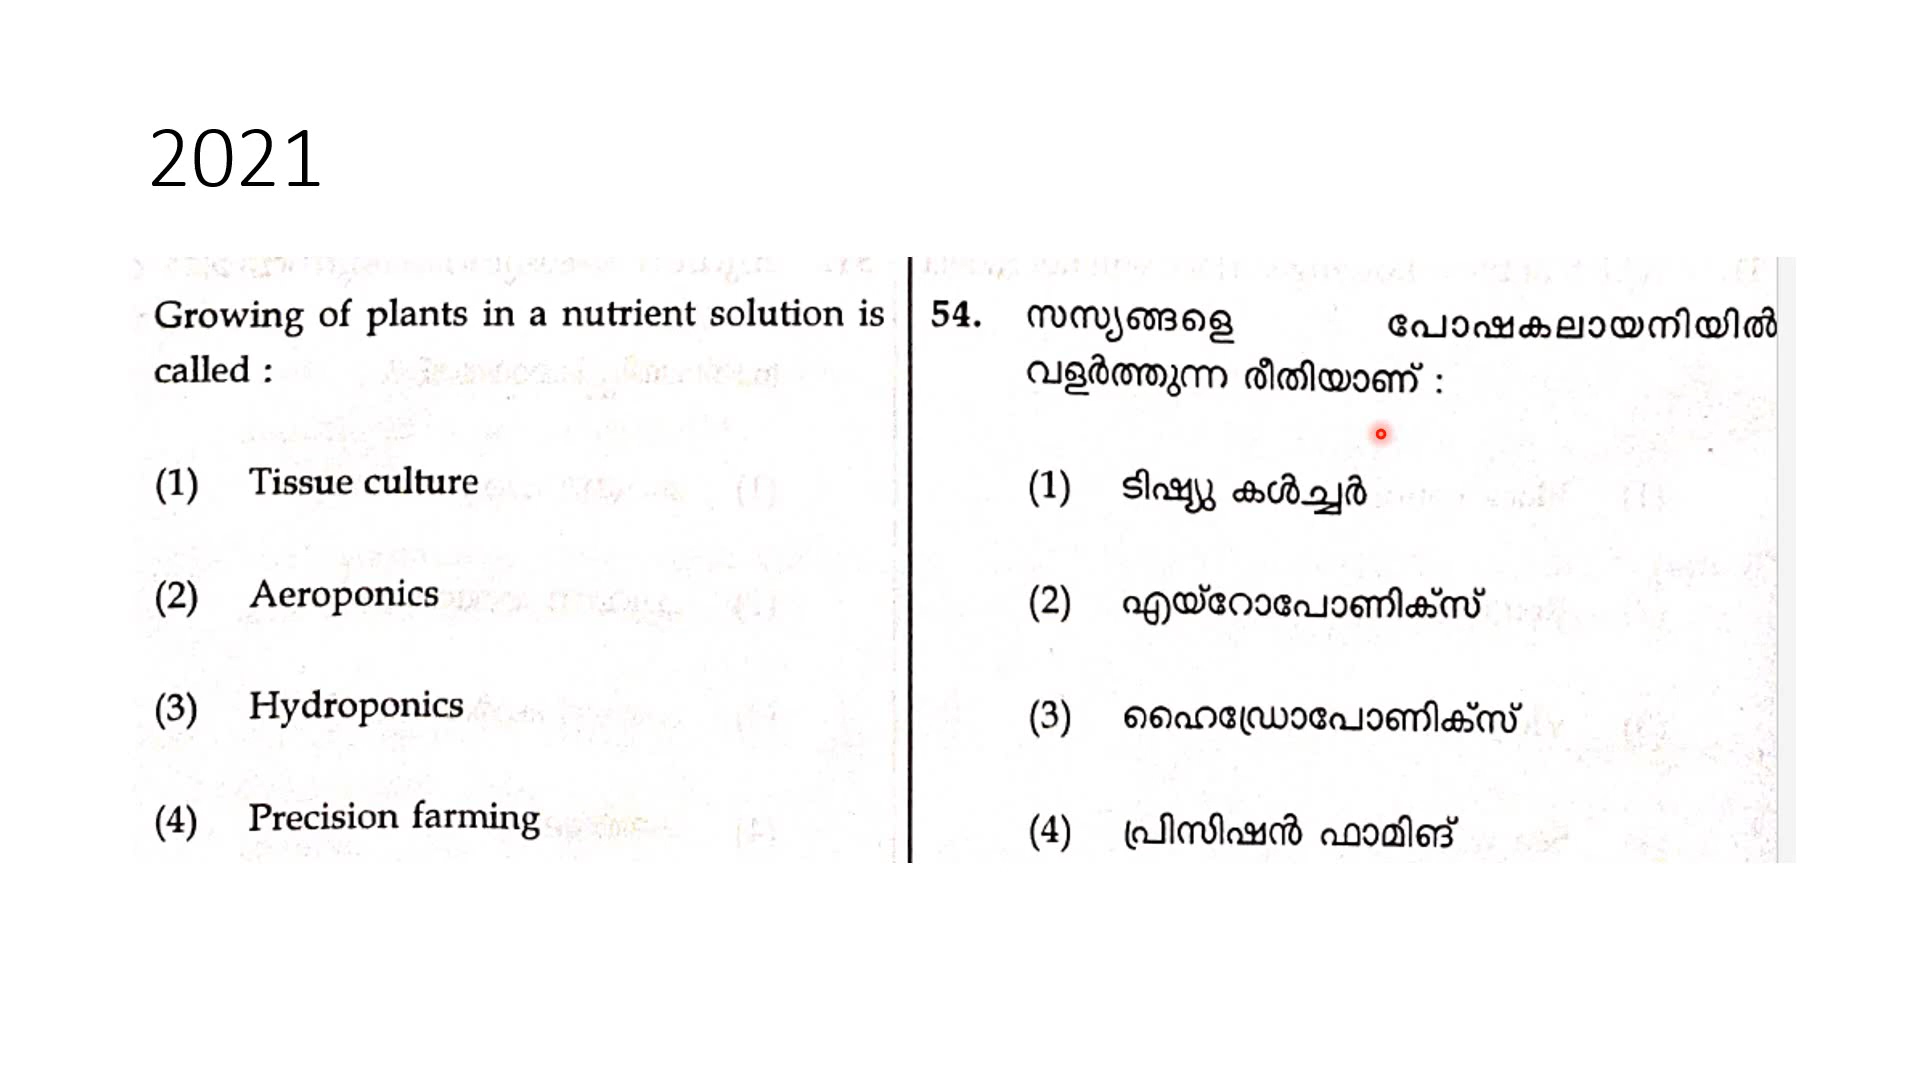 2021
Growing of plants in a nutrient solution is
called :
(1) Tissue culture
(2) Aeroponics
(3) Hydroponics
(4) Precision farming
54. സസ്യങ്ങളെ പോഷകലായനിയിൽ
വളർത്തുന്ന രീതിയാണ് :
(1) ടിഷ്യു കൾച്ചർ
(2) എയ്റോപോണിക്സ്
(3) ഹൈഡ്രോപോണിക്സ്
(4) പ്രിസിഷൻ ഫാമിങ്